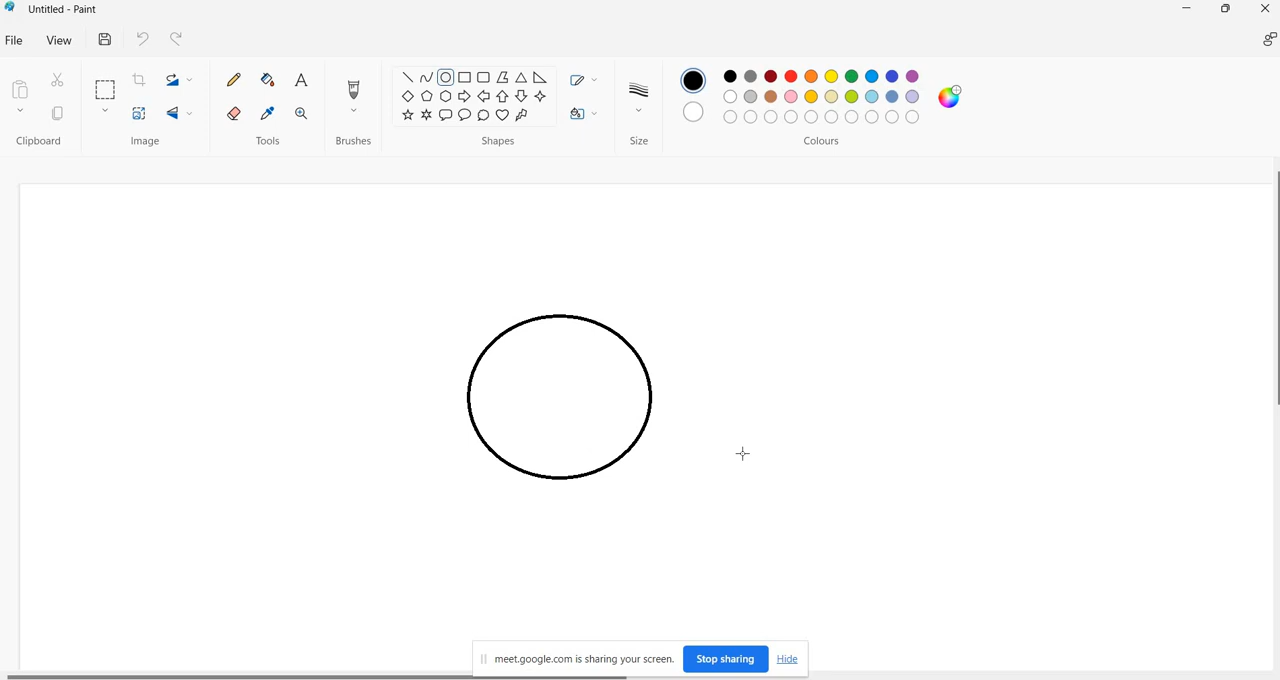 Untitled - Paint
File View
Clipboard Image Tools Brushes Shapes Size Colours
meet.google.com is sharing your screen. Stop sharing Hide